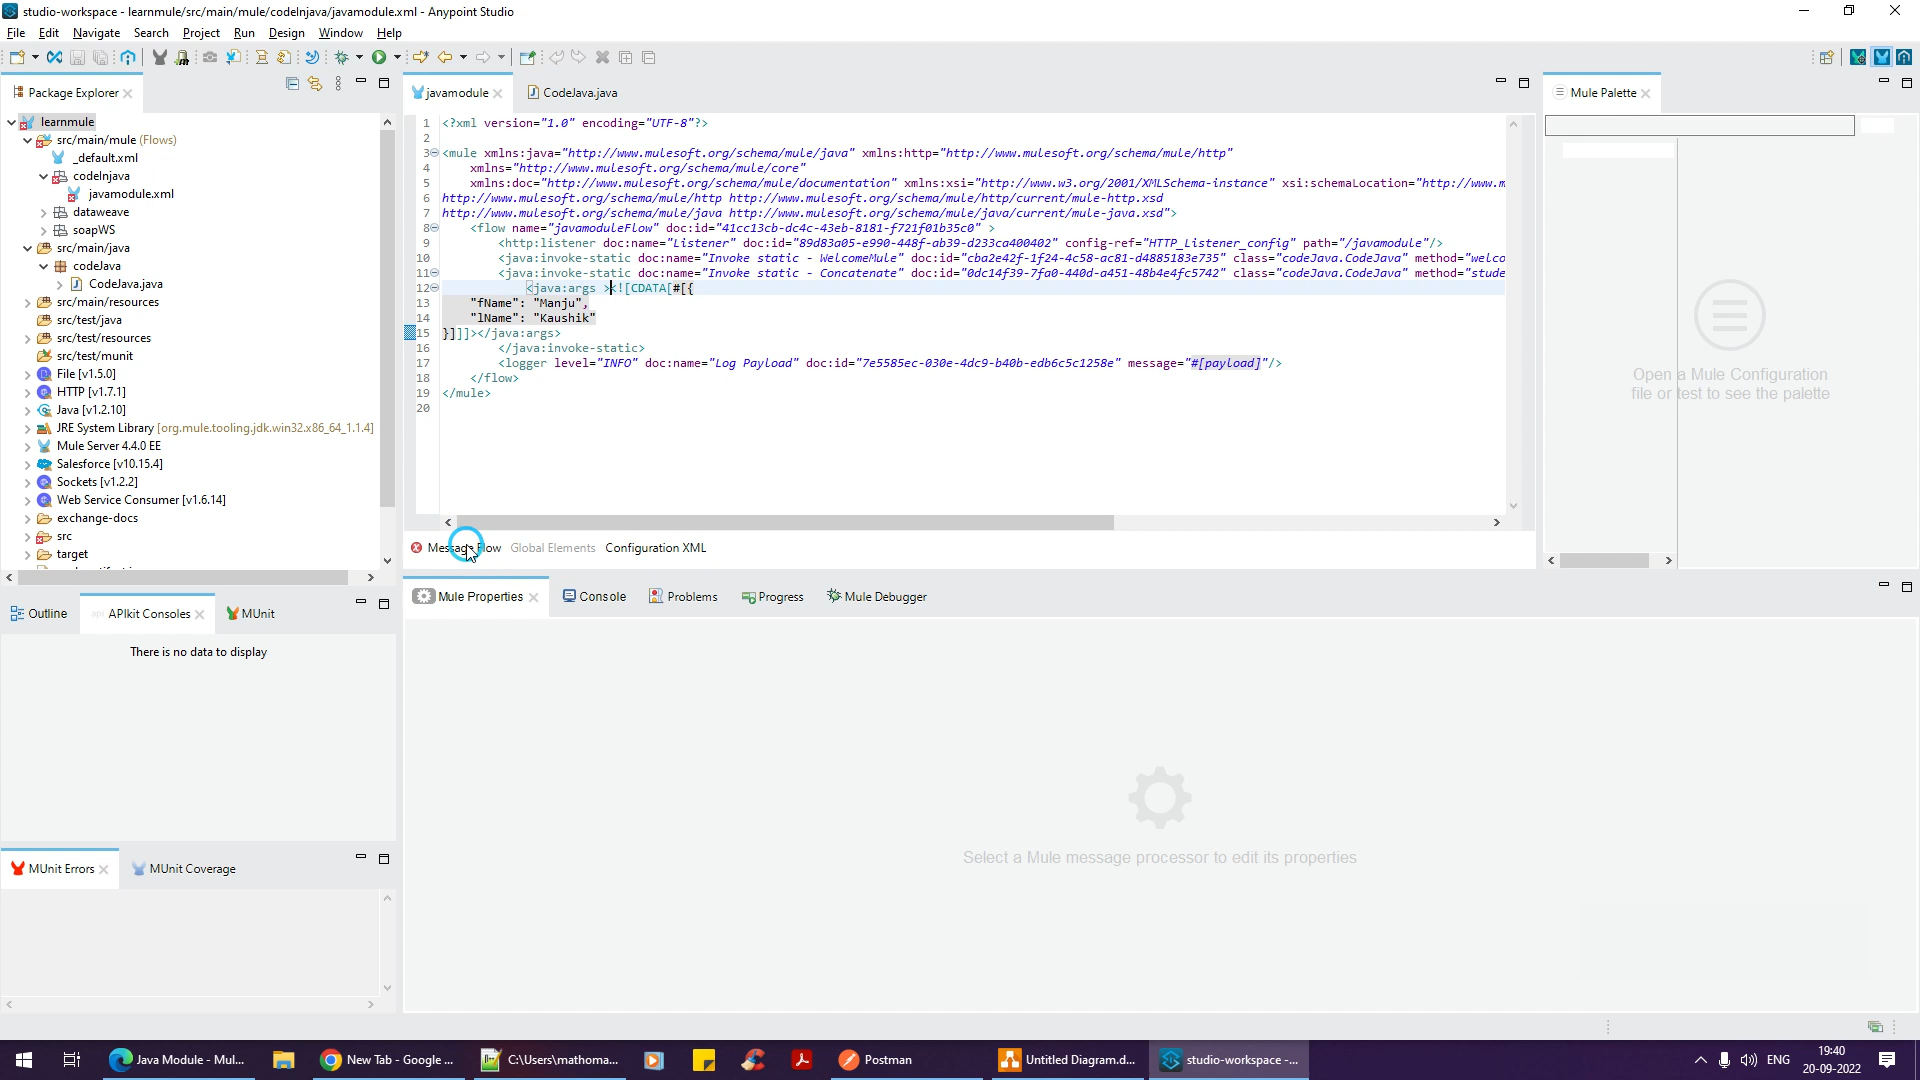 studio-workspace - learnmule/src/main/mule/codeInjava/javamodule.xml - Anypoint Studio
File Edit Navigate Search Project Run Design Window Help
Package Explorer
learnmule
src/main/mule (Flows)
_default.xml
codeInjava
javamodule.xml
dataweave
soapWS
src/main/java
codeJava
CodeJava.java
src/main/resources
src/test/java
src/test/resources
src/test/munit
File [v1.5.0]
HTTP [v1.7.1]
Java [v1.2.10]
JRE System Library [org.mule.tooling.jdk.win32.x86_64_1.1.4]
Mule Server 4.4.0 EE
Salesforce [v10.15.4]
Sockets [v1.2.2]
Web Service Consumer [v1.6.14]
exchange-docs
src
target
Outline APIkit Consoles MUnit
There is no data to display
MUnit Errors MUnit Coverage
javamodule CodeJava.java
1 <?xml version="1.0" encoding="UTF-8"?>
2
3 <mule xmlns:java="http://www.mulesoft.org/schema/mule/java" xmlns:http="http://www.mulesoft.org/schema/mule/http"
4 xmlns="http://www.mulesoft.org/schema/mule/core"
5 xmlns:doc="http://www.mulesoft.org/schema/mule/documentation" xmlns:xsi="http://www.w3.org/2001/XMLSchema-instance" xsi:schemaLocation="http://www.m
6 http://www.mulesoft.org/schema/mule/http http://www.mulesoft.org/schema/mule/http/current/mule-http.xsd
7 http://www.mulesoft.org/schema/mule/java http://www.mulesoft.org/schema/mule/java/current/mule-java.xsd">
8 <flow name="javamoduleFlow" doc:id="41cc13cb-dc4c-43eb-8181-f721f01b35c0" >
9 <http:listener doc:name="Listener" doc:id="89d83a05-e990-448f-ab39-d233ca400402" config-ref="HTTP_Listener_config" path="/javamodule"/>
10 <java:invoke-static doc:name="Invoke static - WelcomeMule" doc:id="cba2e42f-1f24-4c58-ac81-d4885183e735" class="codeJava.CodeJava" method="welco
11 <java:invoke-static doc:name="Invoke static - Concatenate" doc:id="0dc14f39-7fa0-440d-a451-48b4e4fc5742" class="codeJava.CodeJava" method="stude
12 <java:args ><![CDATA[#[{
13 "fName": "Manju",
14 "lName": "Kaushik"
15 }]]]></java:args>
16 </java:invoke-static>
17 <logger level="INFO" doc:name="Log Payload" doc:id="7e5585ec-030e-4dc9-b40b-edb6c5c1258e" message="#[payload]"/>
18 </flow>
19 </mule>
20
Message Flow Global Elements Configuration XML
Mule Palette
Open a Mule Configuration
file or test to see the palette
Mule Properties Console Problems Progress Mule Debugger
Select a Mule message processor to edit its properties
Java Module - Mul... New Tab - Google ... C:\Users\mathoma... Postman Untitled Diagram.d... studio-workspace -...
ENG
19:40
20-09-2022